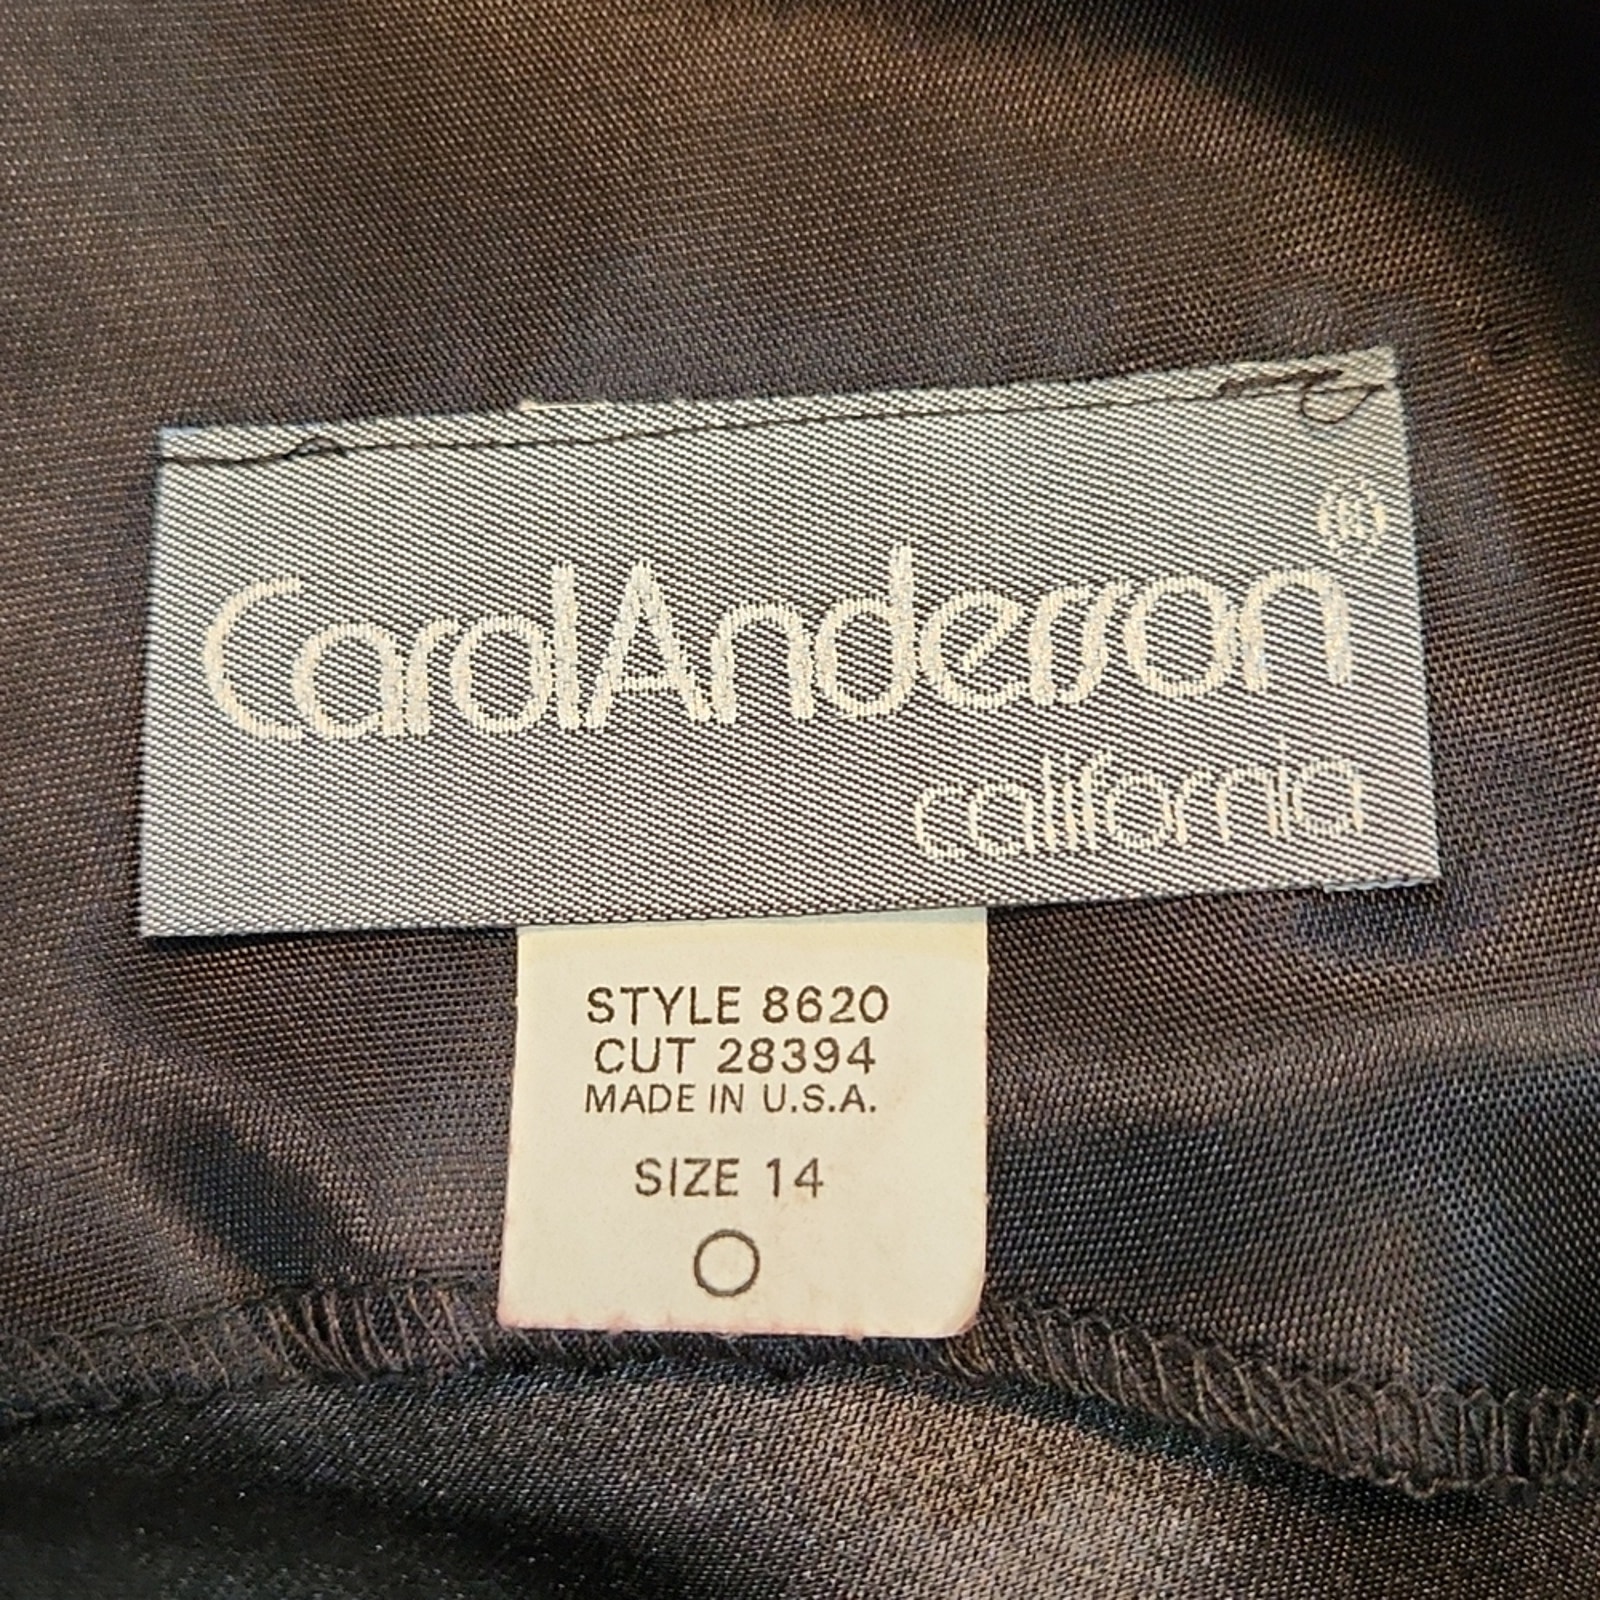 CarolAnderson®
california
STYLE 8620
CUT 28394
MADE IN U.S.A.
SIZE 14